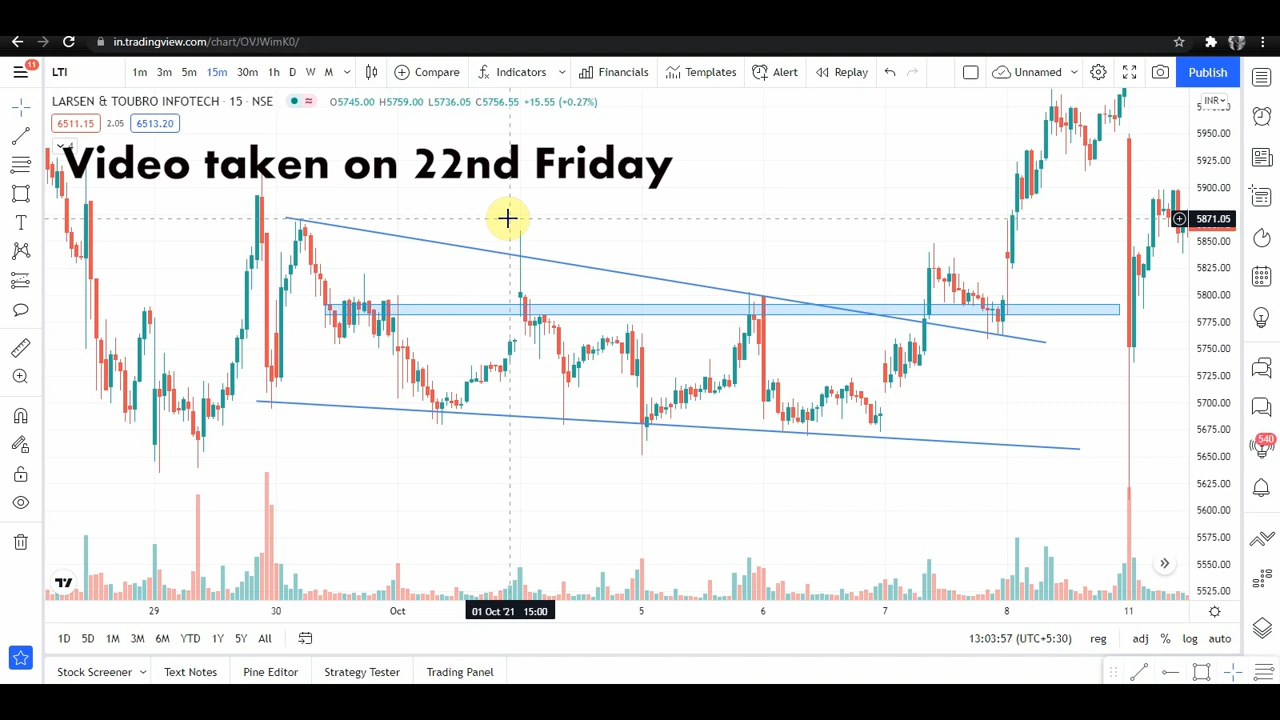 in.tradingview.com/chart/OVJWimK0/
11
LTI 1m 3m 5m 15m 30m 1h D W M Compare Indicators Financials Templates Alert Replay Unnamed Publish
LARSEN & TOUBRO INFOTECH · 15 · NSE O5745.00 H5759.00 L5736.05 C5756.55 +15.55 (+0.27%)
INR
6511.15 2.05 6513.20
4
Video taken on 22nd Friday
5950.00
5925.00
5900.00
5871.05
5850.00
5825.00
5800.00
5775.00
5750.00
5725.00
5700.00
5675.00
5650.00
5625.00
5600.00
5575.00
5550.00
5525.00
540
29 30 Oct 01 Oct '21 15:00 5 6 7 8 11
1D 5D 1M 3M 6M YTD 1Y 5Y All 13:03:57 (UTC+5:30) reg adj % log auto
Stock Screener Text Notes Pine Editor Strategy Tester Trading Panel